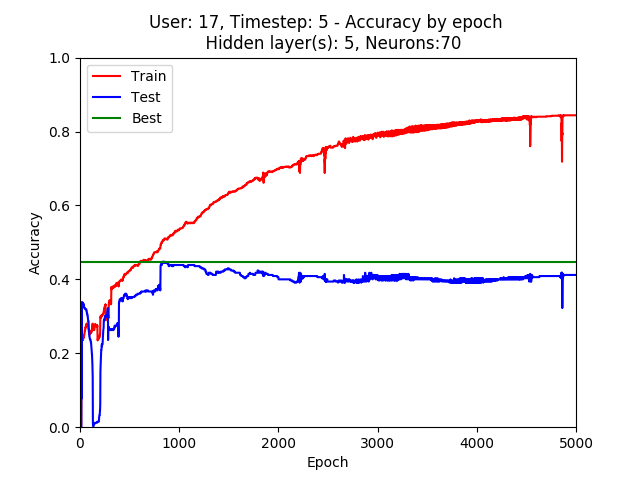 User: 17, Timestep: 5 - Accuracy by epoch
Hidden layer(s): 5, Neurons:70
1.0
Train
Test
Best
0.8
0.6
Accuracy
0.4
0.2
0.0
0 1000 2000 3000 4000 5000
Epoch